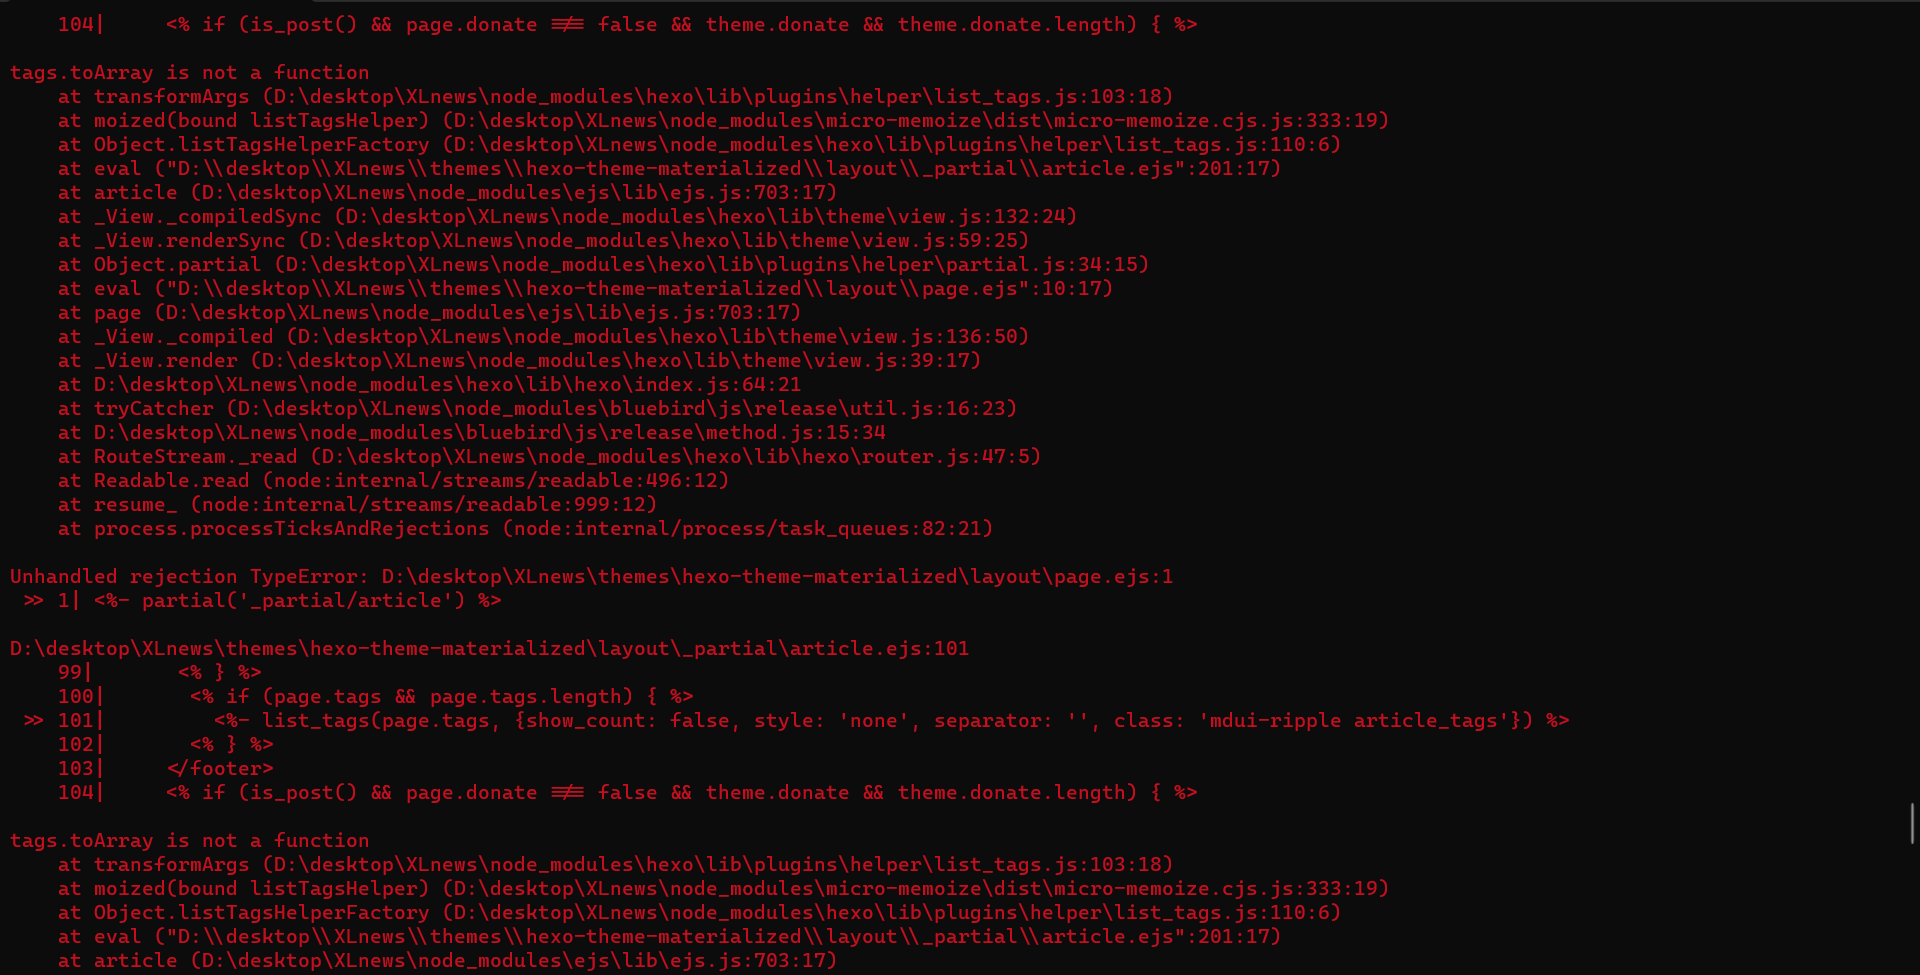 104|     <% if (is_post() && page.donate !== false && theme.donate && theme.donate.length) { %>
tags.toArray is not a function
    at transformArgs (D:\desktop\XLnews\node_modules\hexo\lib\plugins\helper\list_tags.js:103:18)
    at moized(bound listTagsHelper) (D:\desktop\XLnews\node_modules\micro-memoize\dist\micro-memoize.cjs.js:333:19)
    at Object.listTagsHelperFactory (D:\desktop\XLnews\node_modules\hexo\lib\plugins\helper\list_tags.js:110:6)
    at eval ("D:\\desktop\\XLnews\\themes\\hexo-theme-materialized\\layout\\_partial\\article.ejs":201:17)
    at article (D:\desktop\XLnews\node_modules\ejs\lib\ejs.js:703:17)
    at _View._compiledSync (D:\desktop\XLnews\node_modules\hexo\lib\theme\view.js:132:24)
    at _View.renderSync (D:\desktop\XLnews\node_modules\hexo\lib\theme\view.js:59:25)
    at Object.partial (D:\desktop\XLnews\node_modules\hexo\lib\plugins\helper\partial.js:34:15)
    at eval ("D:\\desktop\\XLnews\\themes\\hexo-theme-materialized\\layout\\page.ejs":10:17)
    at page (D:\desktop\XLnews\node_modules\ejs\lib\ejs.js:703:17)
    at _View._compiled (D:\desktop\XLnews\node_modules\hexo\lib\theme\view.js:136:50)
    at _View.render (D:\desktop\XLnews\node_modules\hexo\lib\theme\view.js:39:17)
    at D:\desktop\XLnews\node_modules\hexo\lib\hexo\index.js:64:21
    at tryCatcher (D:\desktop\XLnews\node_modules\bluebird\js\release\util.js:16:23)
    at D:\desktop\XLnews\node_modules\bluebird\js\release\method.js:15:34
    at RouteStream._read (D:\desktop\XLnews\node_modules\hexo\lib\hexo\router.js:47:5)
    at Readable.read (node:internal/streams/readable:496:12)
    at resume_ (node:internal/streams/readable:999:12)
    at process.processTicksAndRejections (node:internal/process/task_queues:82:21)
Unhandled rejection TypeError: D:\desktop\XLnews\themes\hexo-theme-materialized\layout\page.ejs:1
 >> 1| <%- partial('_partial/article') %>
D:\desktop\XLnews\themes\hexo-theme-materialized\layout\_partial\article.ejs:101
    99|       <% } %>
    100|       <% if (page.tags && page.tags.length) { %>
 >> 101|         <%- list_tags(page.tags, {show_count: false, style: 'none', separator: '', class: 'mdui-ripple article_tags'}) %>
    102|       <% } %>
    103|     </footer>
    104|     <% if (is_post() && page.donate !== false && theme.donate && theme.donate.length) { %>
tags.toArray is not a function
    at transformArgs (D:\desktop\XLnews\node_modules\hexo\lib\plugins\helper\list_tags.js:103:18)
    at moized(bound listTagsHelper) (D:\desktop\XLnews\node_modules\micro-memoize\dist\micro-memoize.cjs.js:333:19)
    at Object.listTagsHelperFactory (D:\desktop\XLnews\node_modules\hexo\lib\plugins\helper\list_tags.js:110:6)
    at eval ("D:\\desktop\\XLnews\\themes\\hexo-theme-materialized\\layout\\_partial\\article.ejs":201:17)
    at article (D:\desktop\XLnews\node_modules\ejs\lib\ejs.js:703:17)